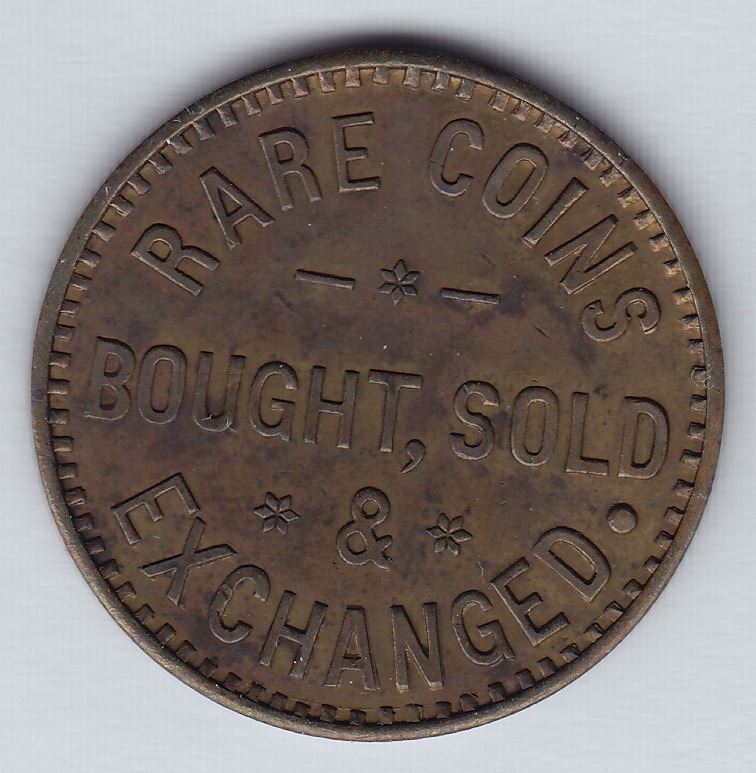 RARE COINS
BOUGHT, SOLD
&
EXCHANGED.